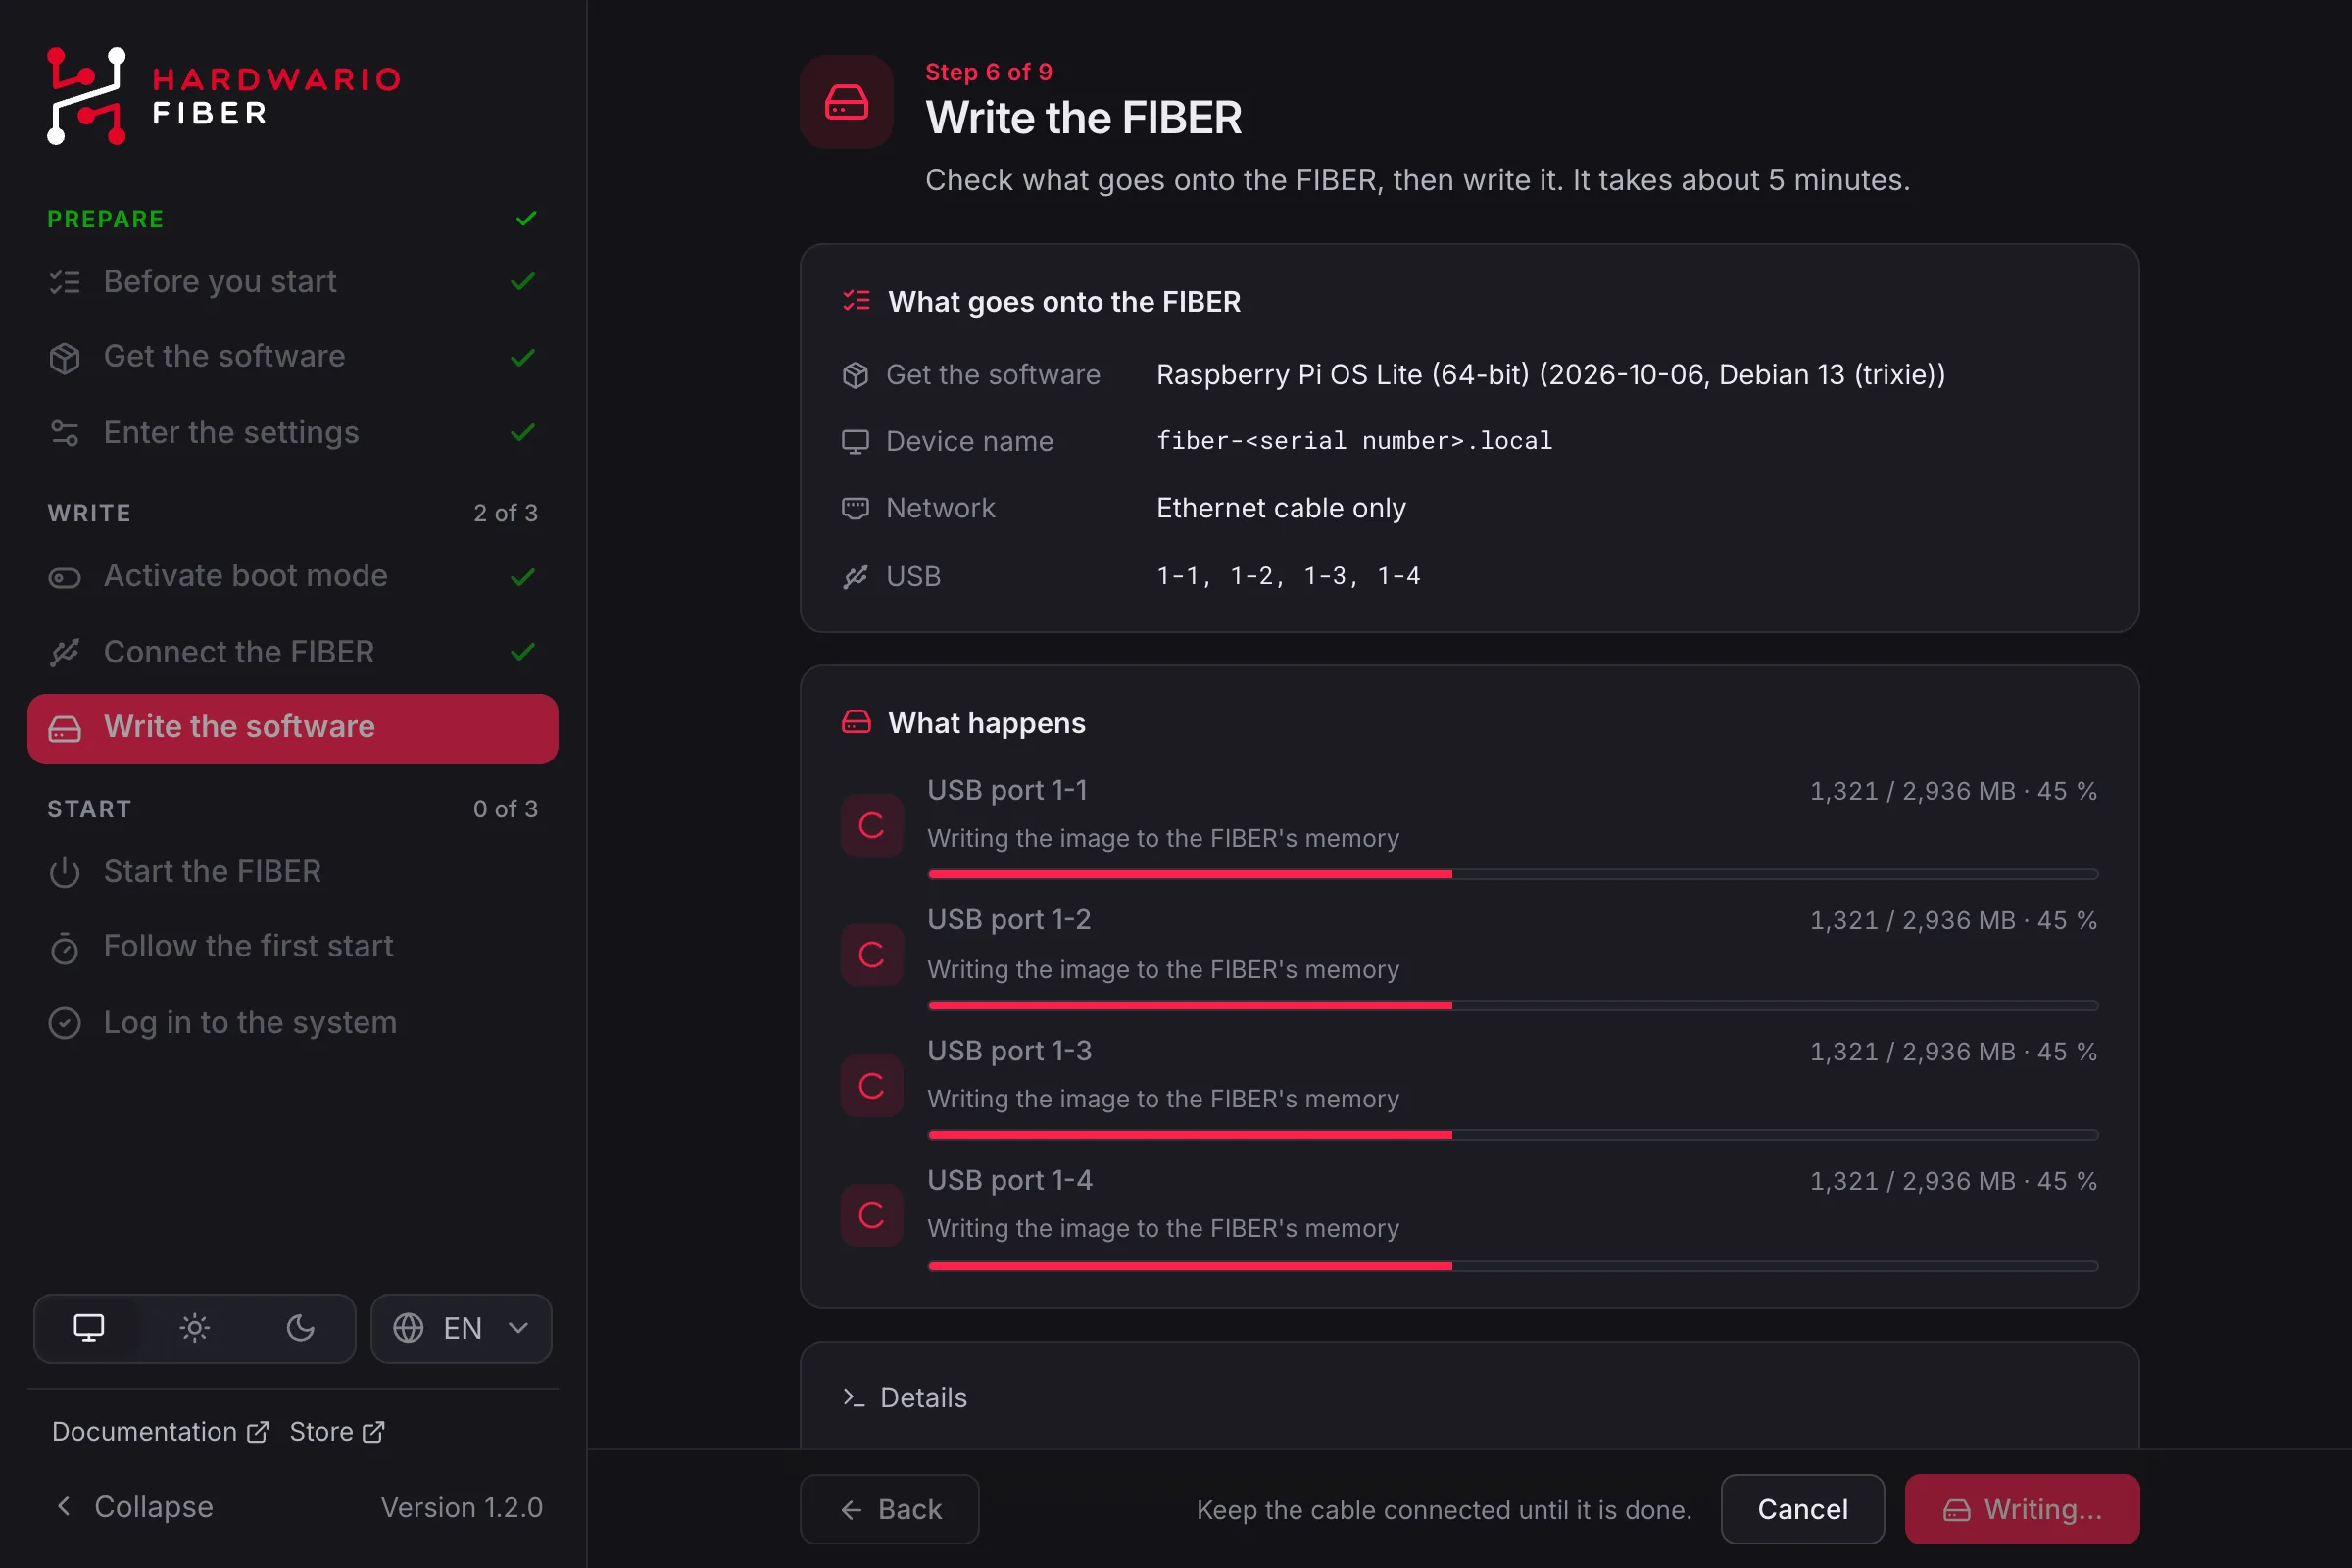 HARDWARIO
FIBER
PREPARE
Before you start
Get the software
Enter the settings
WRITE 2 of 3
Activate boot mode
Connect the FIBER
Write the software
START 0 of 3
Start the FIBER
Follow the first start
Log in to the system
EN
Documentation Store
Collapse Version 1.2.0
Step 6 of 9
Write the FIBER
Check what goes onto the FIBER, then write it. It takes about 5 minutes.
What goes onto the FIBER
Get the software Raspberry Pi OS Lite (64-bit) (2026-10-06, Debian 13 (trixie))
Device name fiber-<serial number>.local
Network Ethernet cable only
USB 1-1, 1-2, 1-3, 1-4
What happens
USB port 1-1 1,321 / 2,936 MB · 45 %
Writing the image to the FIBER's memory
USB port 1-2 1,321 / 2,936 MB · 45 %
Writing the image to the FIBER's memory
USB port 1-3 1,321 / 2,936 MB · 45 %
Writing the image to the FIBER's memory
USB port 1-4 1,321 / 2,936 MB · 45 %
Writing the image to the FIBER's memory
Details
Back Keep the cable connected until it is done. Cancel Writing...